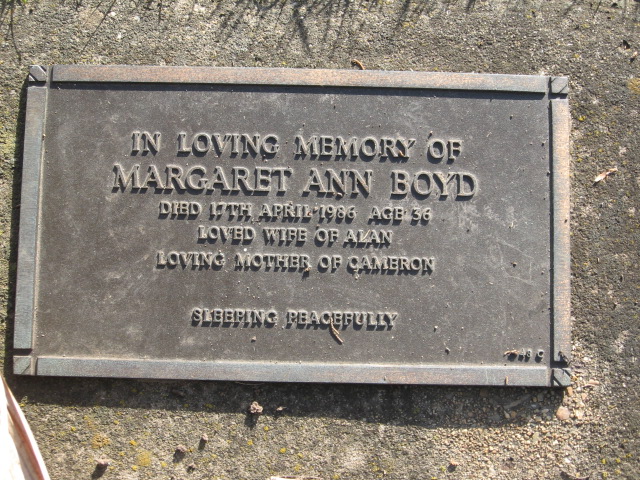 IN LOVING MEMORY OF
MARGARET ANN BOYD
DIED 17TH APRIL 1986 AGE 36
LOVED WIFE OF ALAN
LOVING MOTHER OF CAMERON
SLEEPING PEACEFULLY